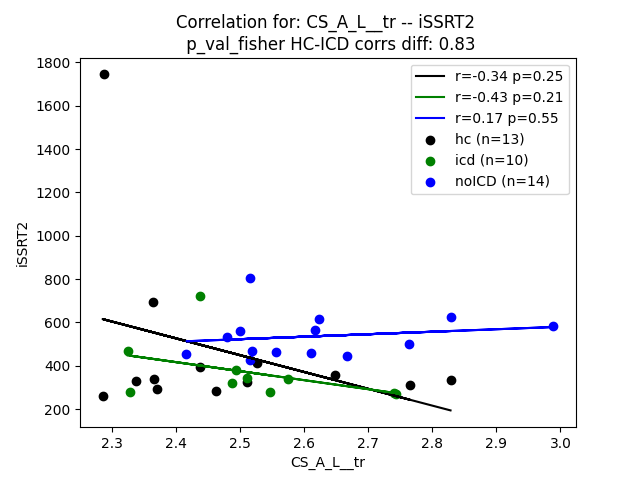 Correlation for: CS_A_L__tr -- iSSRT2
p_val_fisher HC-ICD corrs diff: 0.83
r=-0.34 p=0.25
r=-0.43 p=0.21
r=0.17 p=0.55
hc (n=13)
icd (n=10)
noICD (n=14)
1800
1600
1400
1200
1000
800
600
400
200
iSSRT2
2.3 2.4 2.5 2.6 2.7 2.8 2.9 3.0
CS_A_L__tr